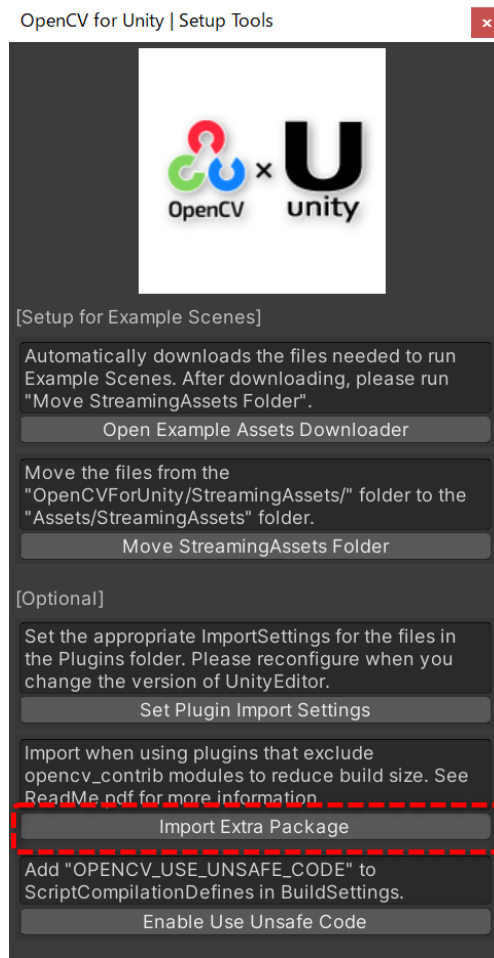 OpenCV for Unity | Setup Tools
×
OpenCV
×
unity
[Setup for Example Scenes]
Automatically downloads the files needed to run
Example Scenes. After downloading, please run
"Move StreamingAssets Folder".
Open Example Assets Downloader
Move the files from the
"OpenCVForUnity/StreamingAssets/" folder to the
"Assets/StreamingAssets" folder.
Move StreamingAssets Folder
[Optional]
Set the appropriate ImportSettings for the files in
the Plugins folder. Please reconfigure when you
change the version of UnityEditor.
Set Plugin Import Settings
Import when using plugins that exclude
opencv_contrib modules to reduce build size. See
ReadMe.pdf for more information
Import Extra Package
Add "OPENCV_USE_UNSAFE_CODE" to
ScriptCompilationDefines in BuildSettings.
Enable Use Unsafe Code